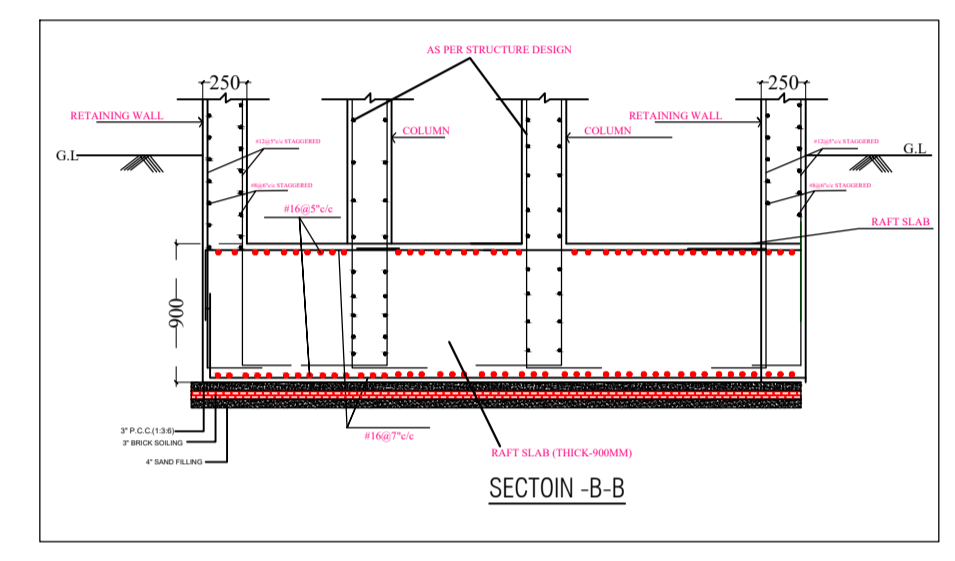 AS PER STRUCTURE DESIGN
250
250
RETAINING WALL
RETAINING WALL
COLUMN
COLUMN
G.L
G.L
#12@5"c/c STAGGERED
#12@5"c/c STAGGERED
#8@6"c/c STAGGERED
#8@6"c/c STAGGERED
#16@5"c/c
RAFT SLAB
900
3" P.C.C.(1:3:6)
3" BRICK SOILING
4" SAND FILLING
#16@7"c/c
RAFT SLAB (THICK-900MM)
SECTOIN -B-B